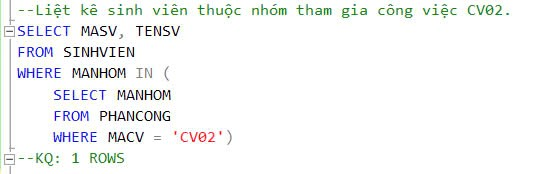 --Liệt kê sinh viên thuộc nhóm tham gia công việc CV02.
SELECT MASV, TENSV
FROM SINHVIEN
WHERE MANHOM IN (
    SELECT MANHOM
    FROM PHANCONG
    WHERE MACV = 'CV02')
--KQ: 1 ROWS